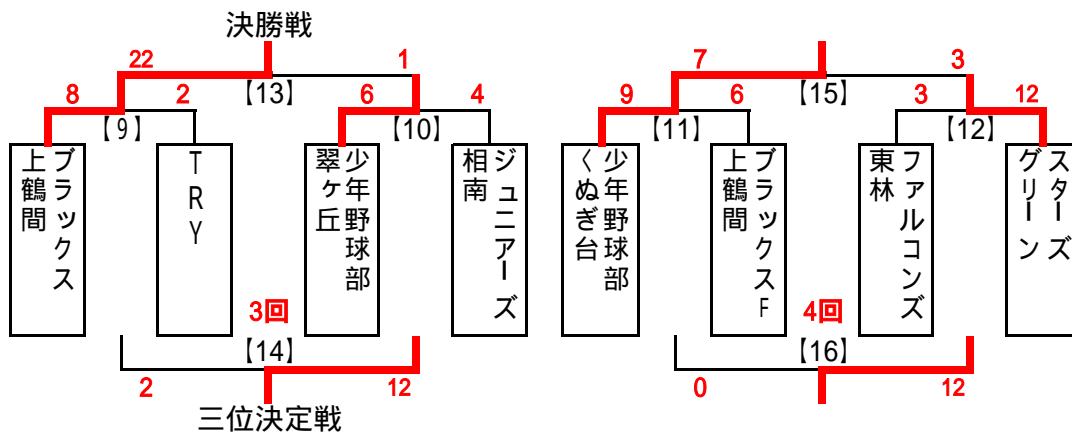 決勝戦
22
1
7
3
8
2
【13】
6
4
9
6
【15】
3
12
【9】
【10】
【11】
【12】
上鶴間
ブラックス
TRY
翠ヶ丘
少年野球部
相南
ジュニアーズ
くぬぎ台
少年野球部
上鶴間
ブラックスF
東林
ファルコンズ
グリーン
スターズ
3回
4回
【14】
【16】
2
12
0
12
三位決定戦